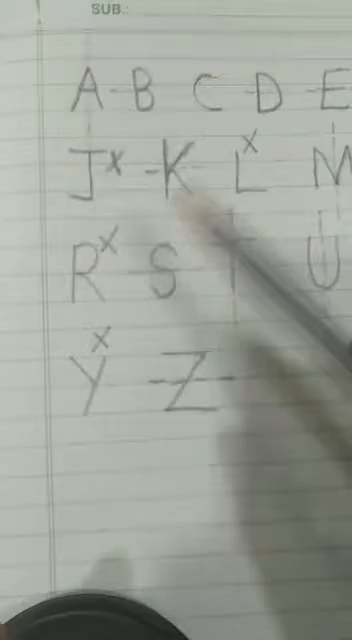 SUB.:
A B C D E
J x K L x M
R x S T U
Y x Z